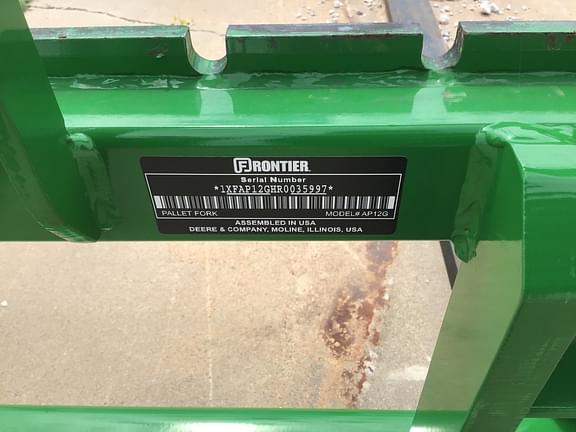 FRONTIER
Serial Number
*1XFAP12GHR0035997*
PALLET FORK MODEL# AP12G
ASSEMBLED IN USA
DEERE & COMPANY, MOLINE, ILLINOIS, USA